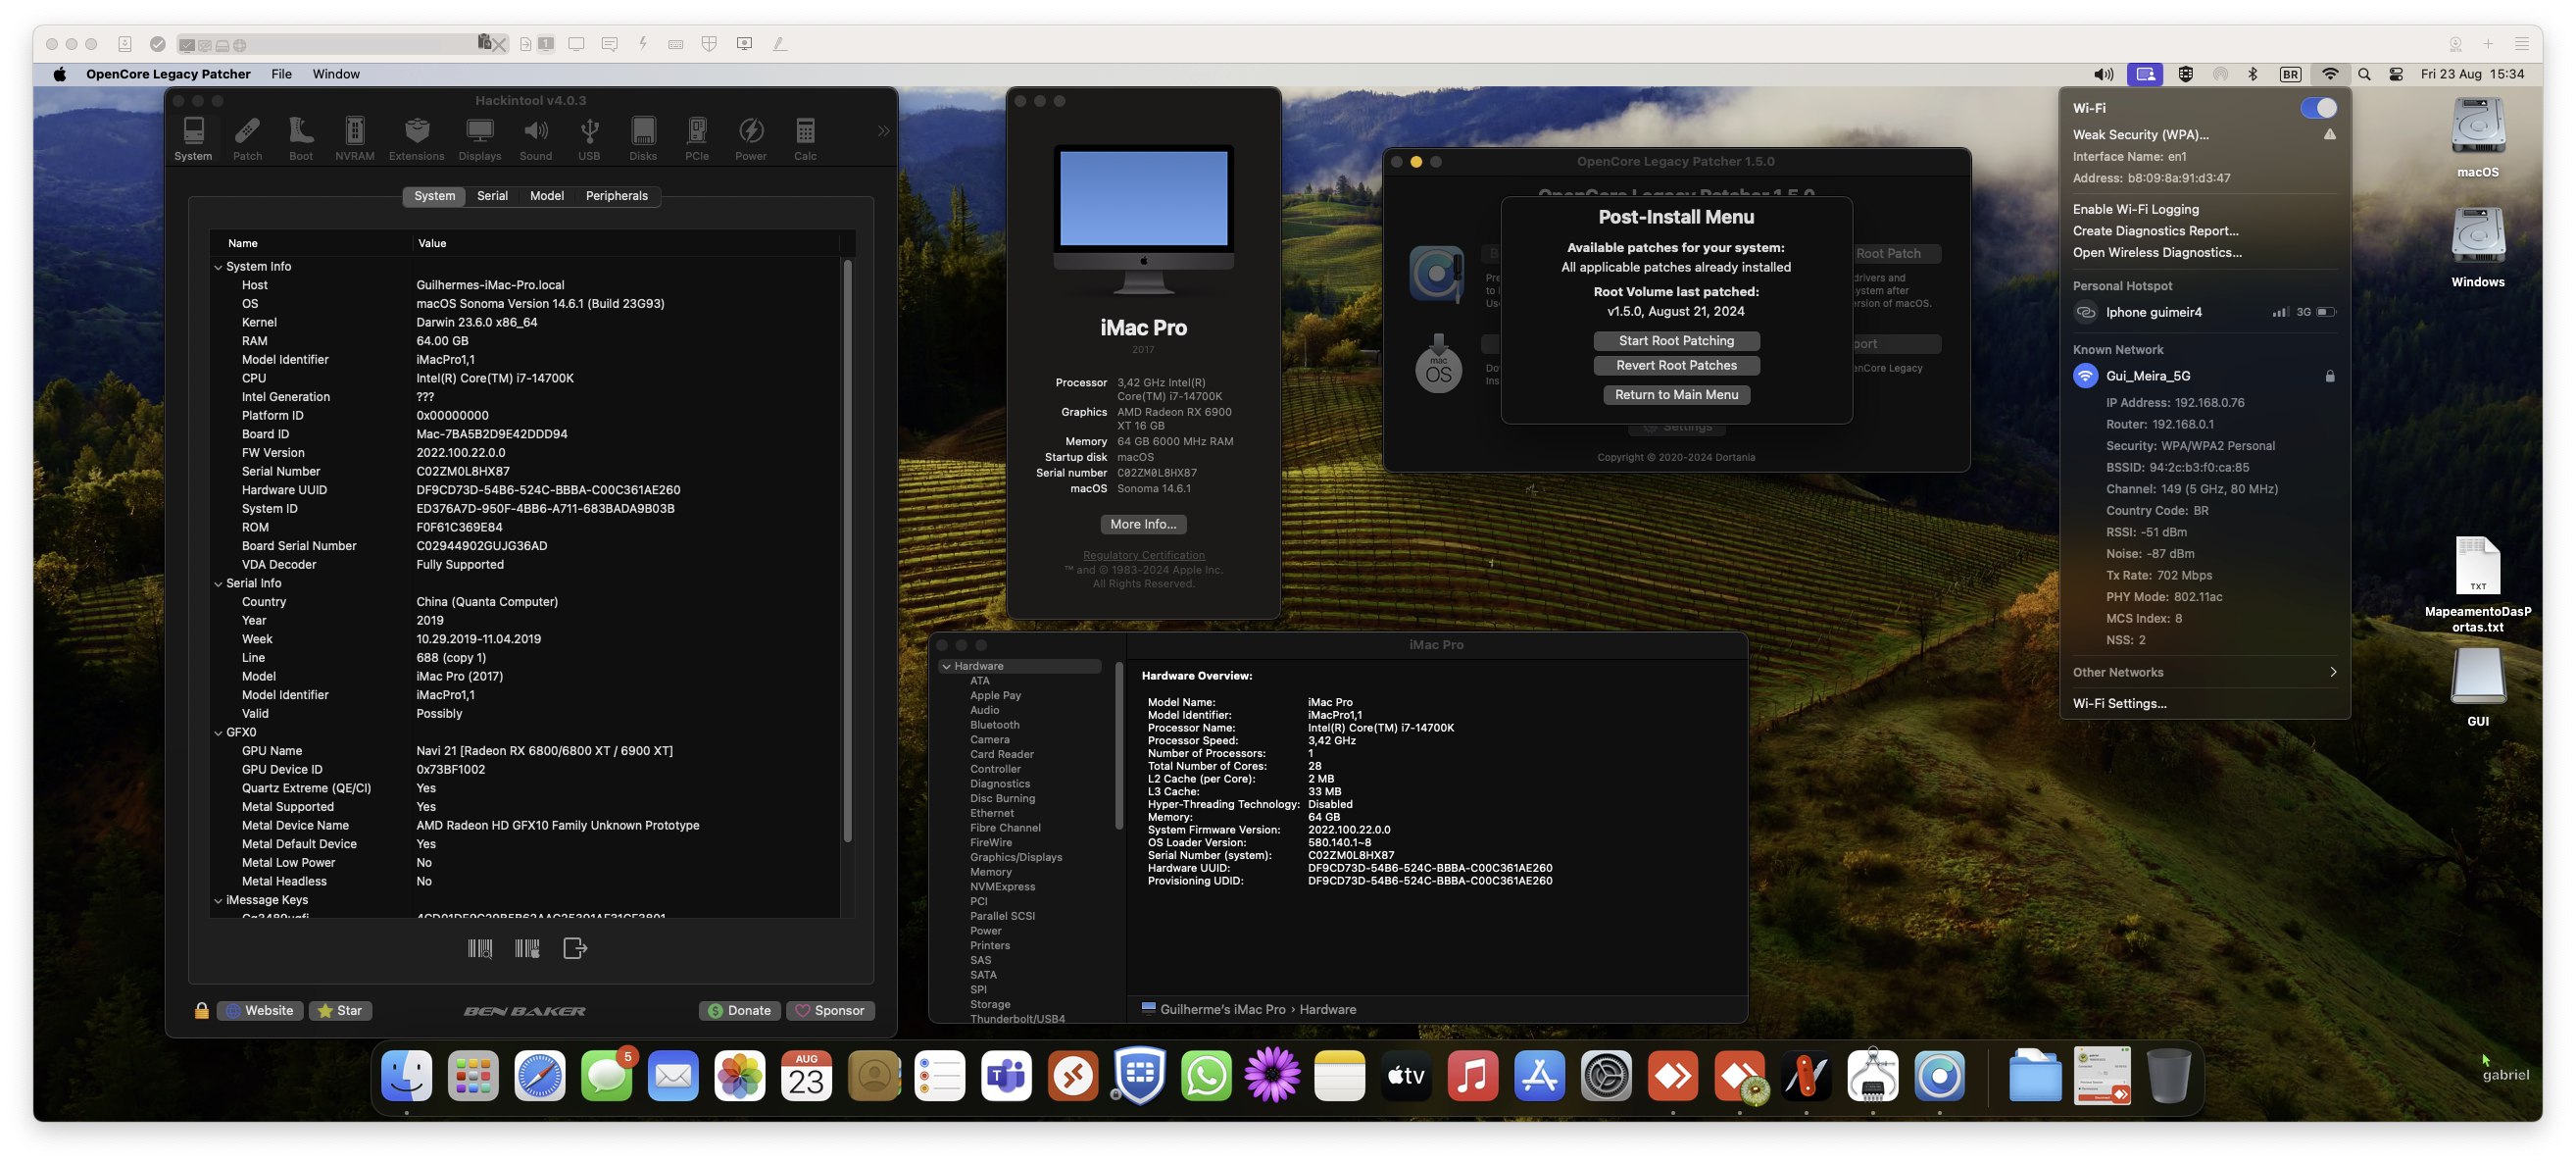 OpenCore Legacy Patcher File Window
BR
Fri 23 Aug 15:34
Hackintool v4.0.3
System Patch Boot NVRAM Extensions Displays Sound USB Disks PCIe Power Calc
System Serial Model Peripherals
Name Value
System Info
Host Guilhermes-iMac-Pro.local
OS macOS Sonoma Version 14.6.1 (Build 23G93)
Kernel Darwin 23.6.0 x86_64
RAM 64.00 GB
Model Identifier iMacPro1,1
CPU Intel(R) Core(TM) i7-14700K
Intel Generation ???
Platform ID 0x00000000
Board ID Mac-7BA5B2D9E42DDD94
FW Version 2022.100.22.0.0
Serial Number C02ZM0L8HX87
Hardware UUID DF9CD73D-54B6-524C-BBBA-C00C361AE260
System ID ED376A7D-950F-4BB6-A711-683BADA9B03B
ROM F0F61C369E84
Board Serial Number C02944902GUJG36AD
VDA Decoder Fully Supported
Serial Info
Country China (Quanta Computer)
Year 2019
Week 10.29.2019-11.04.2019
Line 688 (copy 1)
Model iMac Pro (2017)
Model Identifier iMacPro1,1
Valid Possibly
GFX0
GPU Name Navi 21 [Radeon RX 6800/6800 XT / 6900 XT]
GPU Device ID 0x73BF1002
Quartz Extreme (QE/CI) Yes
Metal Supported Yes
Metal Device Name AMD Radeon HD GFX10 Family Unknown Prototype
Metal Default Device Yes
Metal Low Power No
Metal Headless No
iMessage Keys
Website Star BEN BAKER Donate Sponsor
iMac Pro
2017
Processor 3,42 GHz Intel(R)
Core(TM) i7-14700K
Graphics AMD Radeon RX 6900
XT 16 GB
Memory 64 GB 6000 MHz RAM
Startup disk macOS
Serial number C02ZM0L8HX87
macOS Sonoma 14.6.1
More Info...
Regulatory Certification
™ and © 1983-2024 Apple Inc.
All Rights Reserved.
OpenCore Legacy Patcher 1.5.0
Post-Install Menu
Available patches for your system:
All applicable patches already installed
Root Volume last patched:
v1.5.0, August 21, 2024
Start Root Patching
Revert Root Patches
Return to Main Menu
Root Patch
drivers and
ystem after
ersion of macOS.
port
enCore Legacy
mac
OS
Settings
Copyright © 2020-2024 Dortania
iMac Pro
Hardware
ATA
Apple Pay
Audio
Bluetooth
Camera
Card Reader
Controller
Diagnostics
Disc Burning
Ethernet
Fibre Channel
FireWire
Graphics/Displays
Memory
NVMExpress
PCI
Parallel SCSI
Power
Printers
SAS
SATA
SPI
Storage
Thunderbolt/USB4
Hardware Overview:
Model Name: iMac Pro
Model Identifier: iMacPro1,1
Processor Name: Intel(R) Core(TM) i7-14700K
Processor Speed: 3,42 GHz
Number of Processors: 1
Total Number of Cores: 28
L2 Cache (per Core): 2 MB
L3 Cache: 33 MB
Hyper-Threading Technology: Disabled
Memory: 64 GB
System Firmware Version: 2022.100.22.0.0
OS Loader Version: 580.140.1~8
Serial Number (system): C02ZM0L8HX87
Hardware UUID: DF9CD73D-54B6-524C-BBBA-C00C361AE260
Provisioning UDID: DF9CD73D-54B6-524C-BBBA-C00C361AE260
Guilherme's iMac Pro › Hardware
Wi-Fi
Weak Security (WPA)...
Interface Name: en1
Address: b8:09:8a:91:d3:47
Enable Wi-Fi Logging
Create Diagnostics Report...
Open Wireless Diagnostics...
Personal Hotspot
Iphone guimeir4 3G
Known Network
Gui_Meira_5G
IP Address: 192.168.0.76
Router: 192.168.0.1
Security: WPA/WPA2 Personal
BSSID: 94:2c:b3:f0:ca:85
Channel: 149 (5 GHz, 80 MHz)
Country Code: BR
RSSI: -51 dBm
Noise: -87 dBm
Tx Rate: 702 Mbps
PHY Mode: 802.11ac
MCS Index: 8
NSS: 2
Other Networks
Wi-Fi Settings...
macOS
Windows
TXT
MapeamentoDasP
ortas.txt
GUI
gabriel
5
AUG
23
T
tv